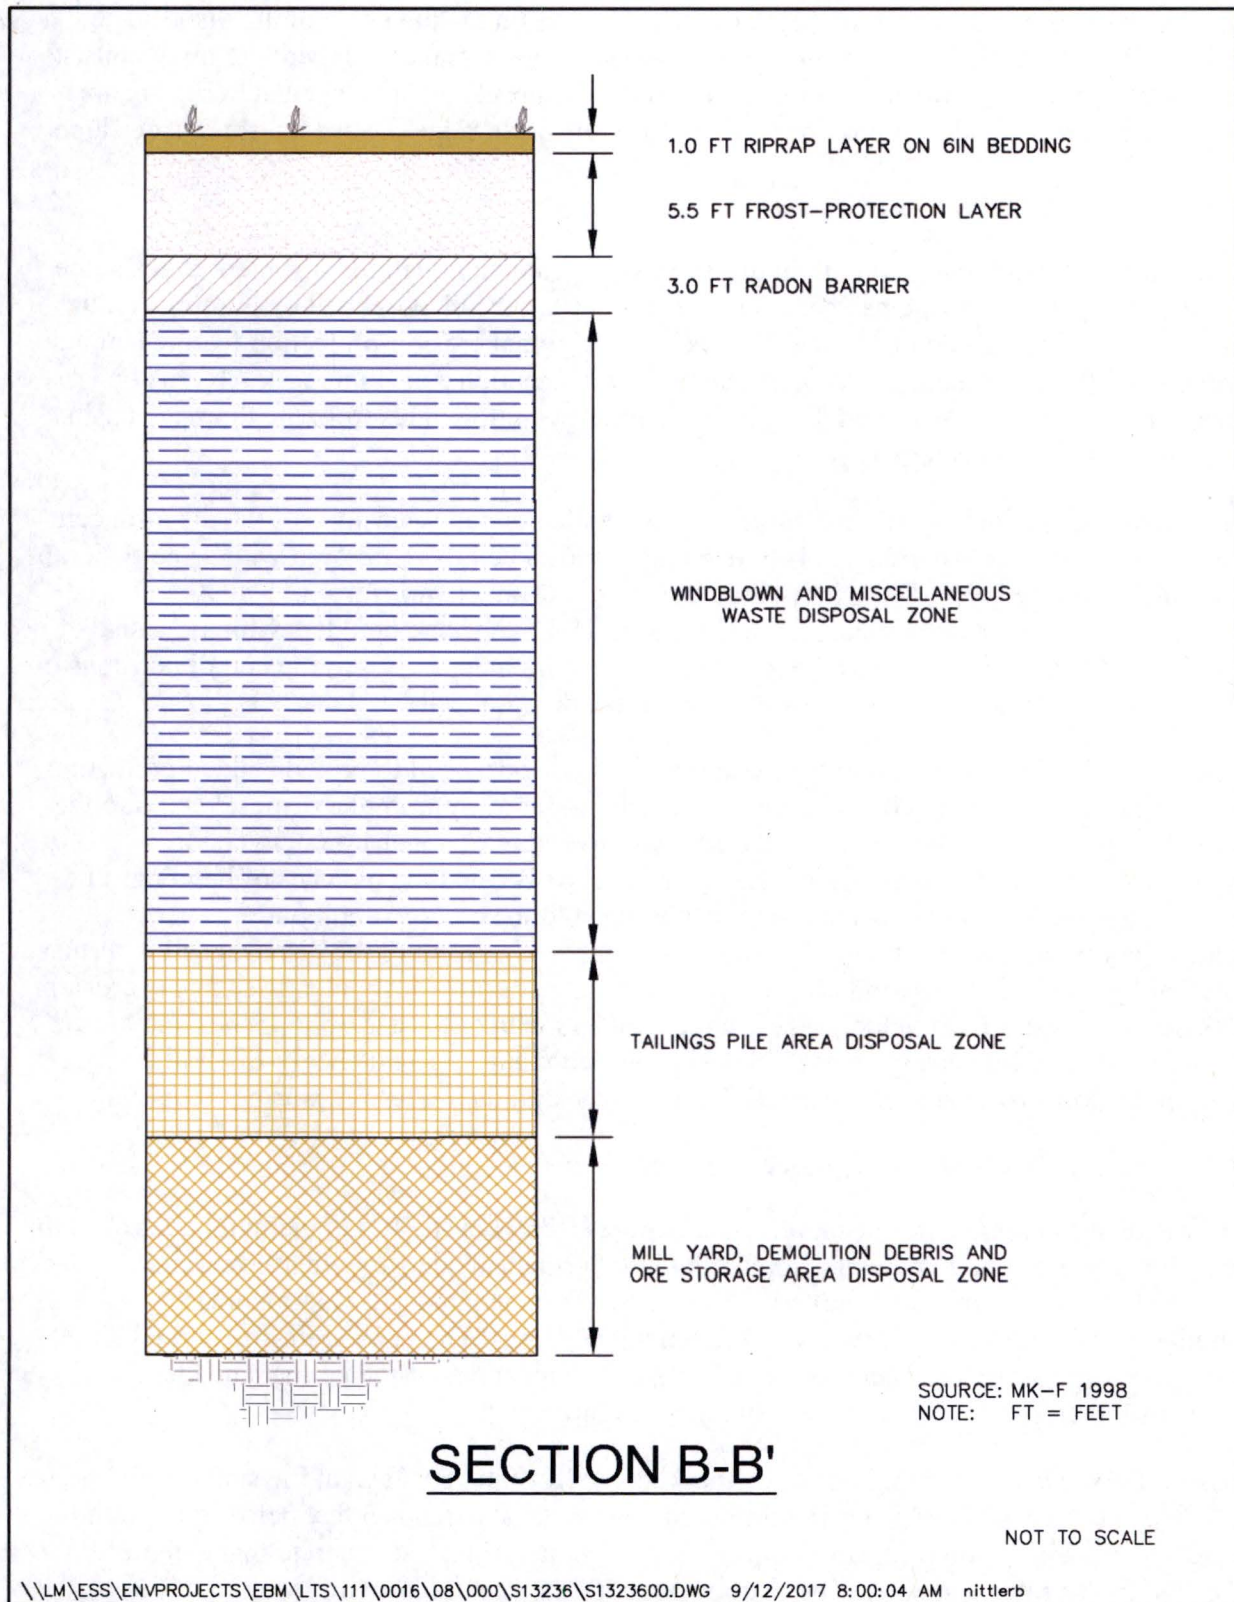 1.0 FT RIPRAP LAYER ON 6IN BEDDING
5.5 FT FROST-PROTECTION LAYER
3.0 FT RADON BARRIER
WINDBLOWN AND MISCELLANEOUS
WASTE DISPOSAL ZONE
TAILINGS PILE AREA DISPOSAL ZONE
MILL YARD, DEMOLITION DEBRIS AND
ORE STORAGE AREA DISPOSAL ZONE
SOURCE: MK-F 1998
NOTE: FT = FEET
SECTION B-B'
NOT TO SCALE
\\LM\ESS\ENVPROJECTS\EBM\LTS\111\0016\08\000\S13236\S1323600.DWG 9/12/2017 8:00:04 AM nittlerb